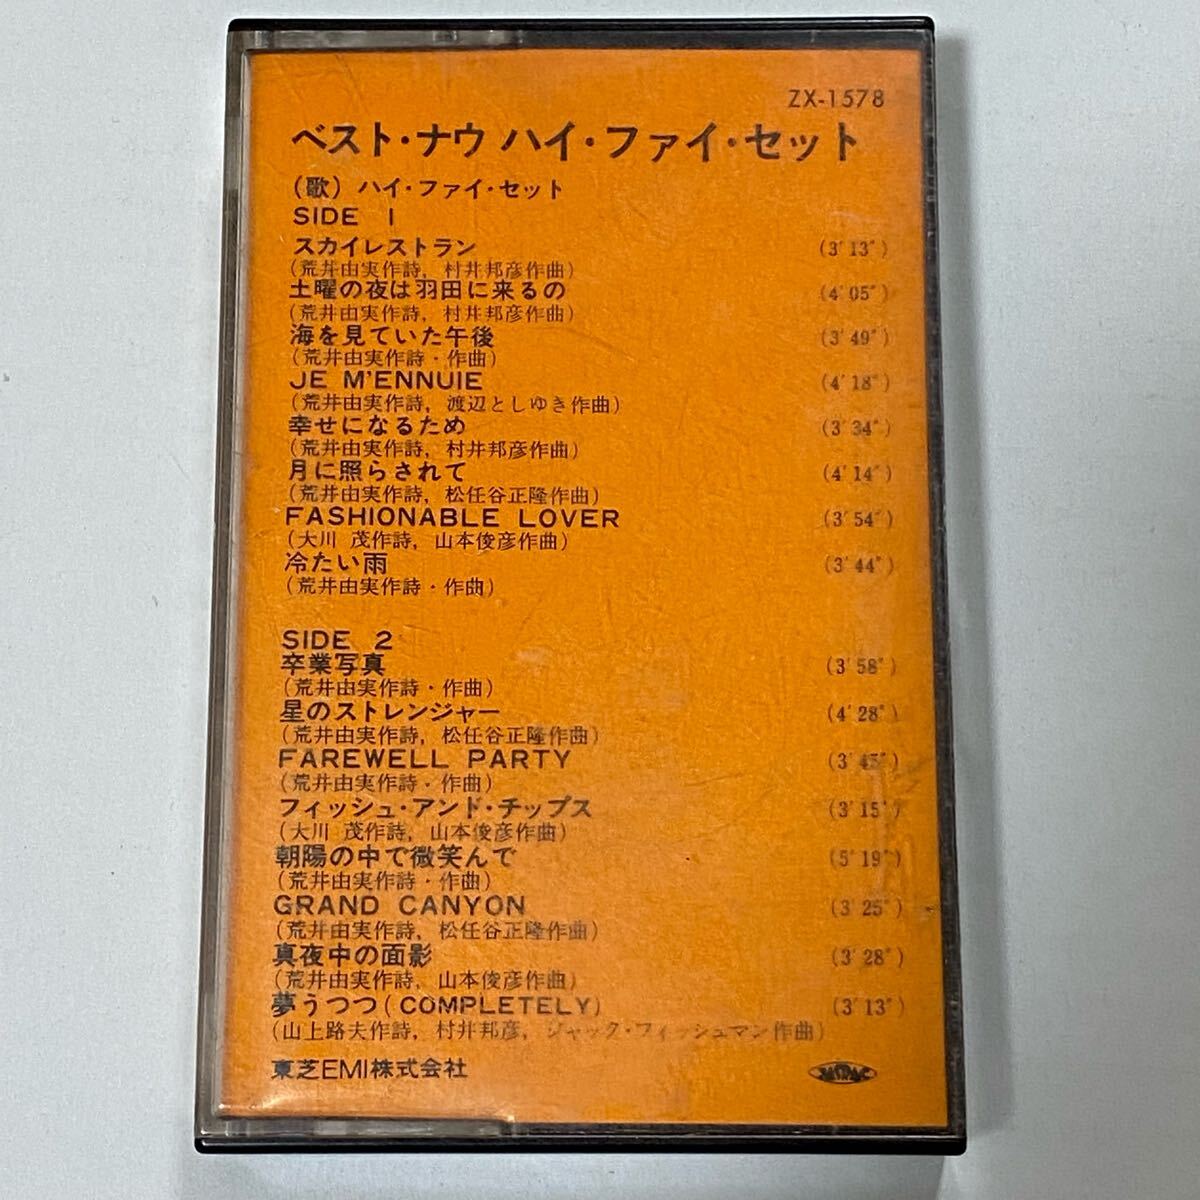 ZX-1578
ベスト・ナウ ハイ・ファイ・セット
(歌) ハイ・ファイ・セット
SIDE 1
スカイレストラン (3'13")
(荒井由実作詩, 村井邦彦作曲)
土曜の夜は羽田に来るの (4'05")
(荒井由実作詩, 村井邦彦作曲)
海を見ていた午後 (3'49")
(荒井由実作詩・作曲)
JE M'ENNUIE (4'18")
(荒井由実作詩, 渡辺としゆき作曲)
幸せになるため (3'34")
(荒井由実作詩, 村井邦彦作曲)
月に照らされて (4'14")
(荒井由実作詩, 松任谷正隆作曲)
FASHIONABLE LOVER (3'54")
(大川 茂作詩, 山本俊彦作曲)
冷たい雨 (3'44")
(荒井由実作詩・作曲)
SIDE 2
卒業写真 (3'58")
(荒井由実作詩・作曲)
星のストレンジャー (4'28")
(荒井由実作詩, 松任谷正隆作曲)
FAREWELL PARTY (3'45")
(荒井由実作詩・作曲)
フィッシュ・アンド・チップス (3'15")
(大川 茂作詩, 山本俊彦作曲)
朝陽の中で微笑んで (5'19")
(荒井由実作詩・作曲)
GRAND CANYON (3'25")
(荒井由実作詩, 松任谷正隆作曲)
真夜中の面影 (3'28")
(荒井由実作詩, 山本俊彦作曲)
夢うつつ(COMPLETELY) (3'13")
(山上路夫作詩, 村井邦彦, ジャック・フィッシュマン作曲)
東芝EMI株式会社